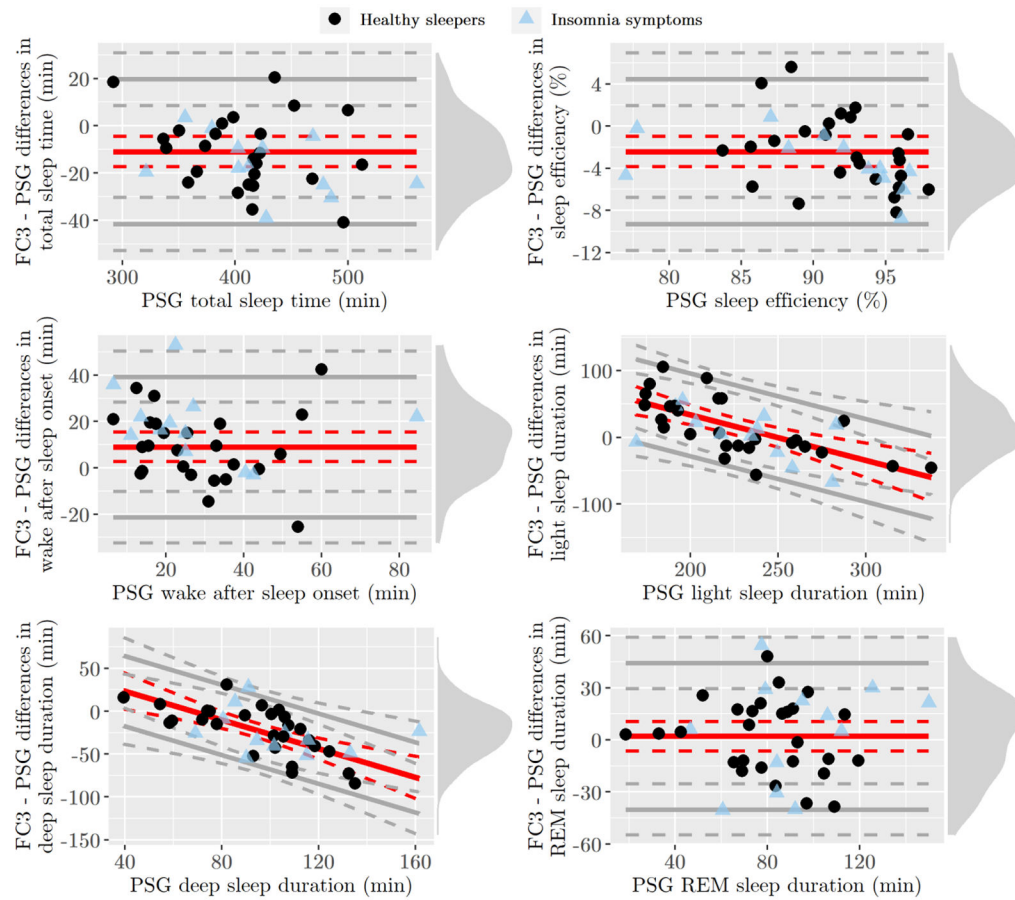 Healthy sleepers Insomnia symptoms
FC3 - PSG differences in
total sleep time (min)
20
0
-20
-40
300 400 500
PSG total sleep time (min)
FC3 - PSG differences in
sleep efficiency (%)
4
0
-4
-8
-12
80 85 90 95
PSG sleep efficiency (%)
FC3 - PSG differences in
wake after sleep onset (min)
40
20
0
-20
20 40 60 80
PSG wake after sleep onset (min)
FC3 - PSG differences in
light sleep duration (min)
100
0
-100
200 250 300
PSG light sleep duration (min)
FC3 - PSG differences in
deep sleep duration (min)
50
0
-50
-100
-150
40 80 120 160
PSG deep sleep duration (min)
FC3 - PSG differences in
REM sleep duration (min)
60
30
0
-30
-60
40 80 120
PSG REM sleep duration (min)